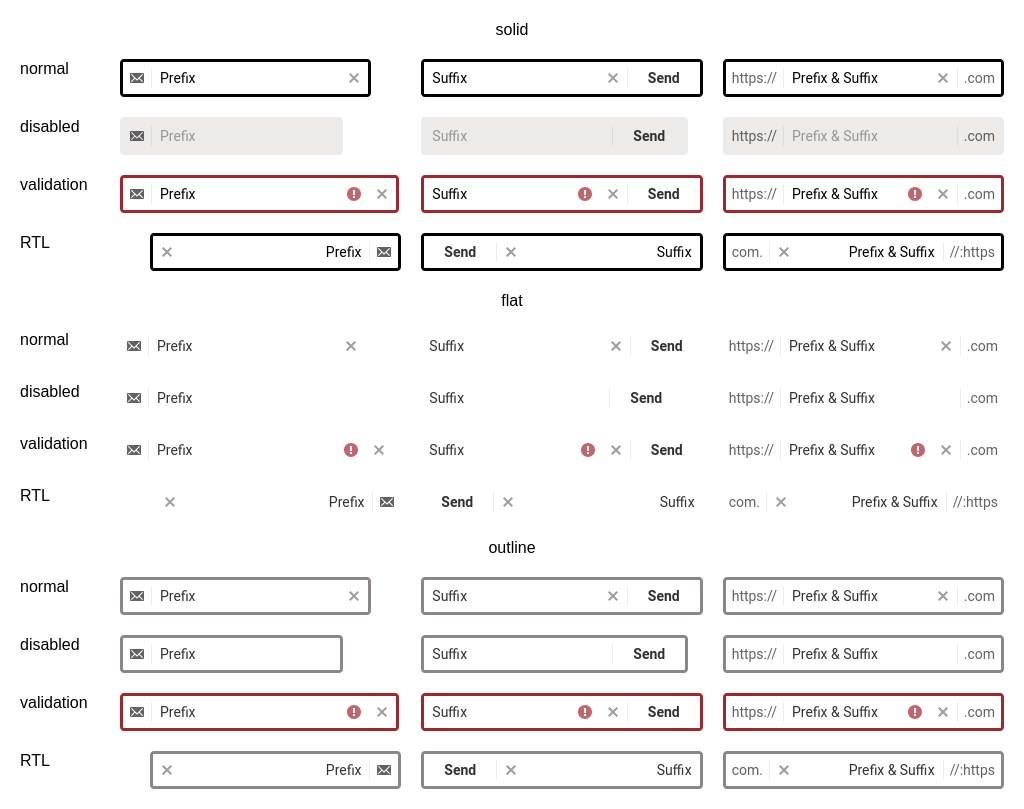 solid
normal Prefix Suffix Send https:// Prefix & Suffix .com
disabled Prefix Suffix Send https:// Prefix & Suffix .com
validation Prefix Suffix Send https:// Prefix & Suffix .com
RTL Prefix Send Suffix com. Prefix & Suffix //:https
flat
normal Prefix Suffix Send https:// Prefix & Suffix .com
disabled Prefix Suffix Send https:// Prefix & Suffix .com
validation Prefix Suffix Send https:// Prefix & Suffix .com
RTL Prefix Send Suffix com. Prefix & Suffix //:https
outline
normal Prefix Suffix Send https:// Prefix & Suffix .com
disabled Prefix Suffix Send https:// Prefix & Suffix .com
validation Prefix Suffix Send https:// Prefix & Suffix .com
RTL Prefix Send Suffix com. Prefix & Suffix //:https